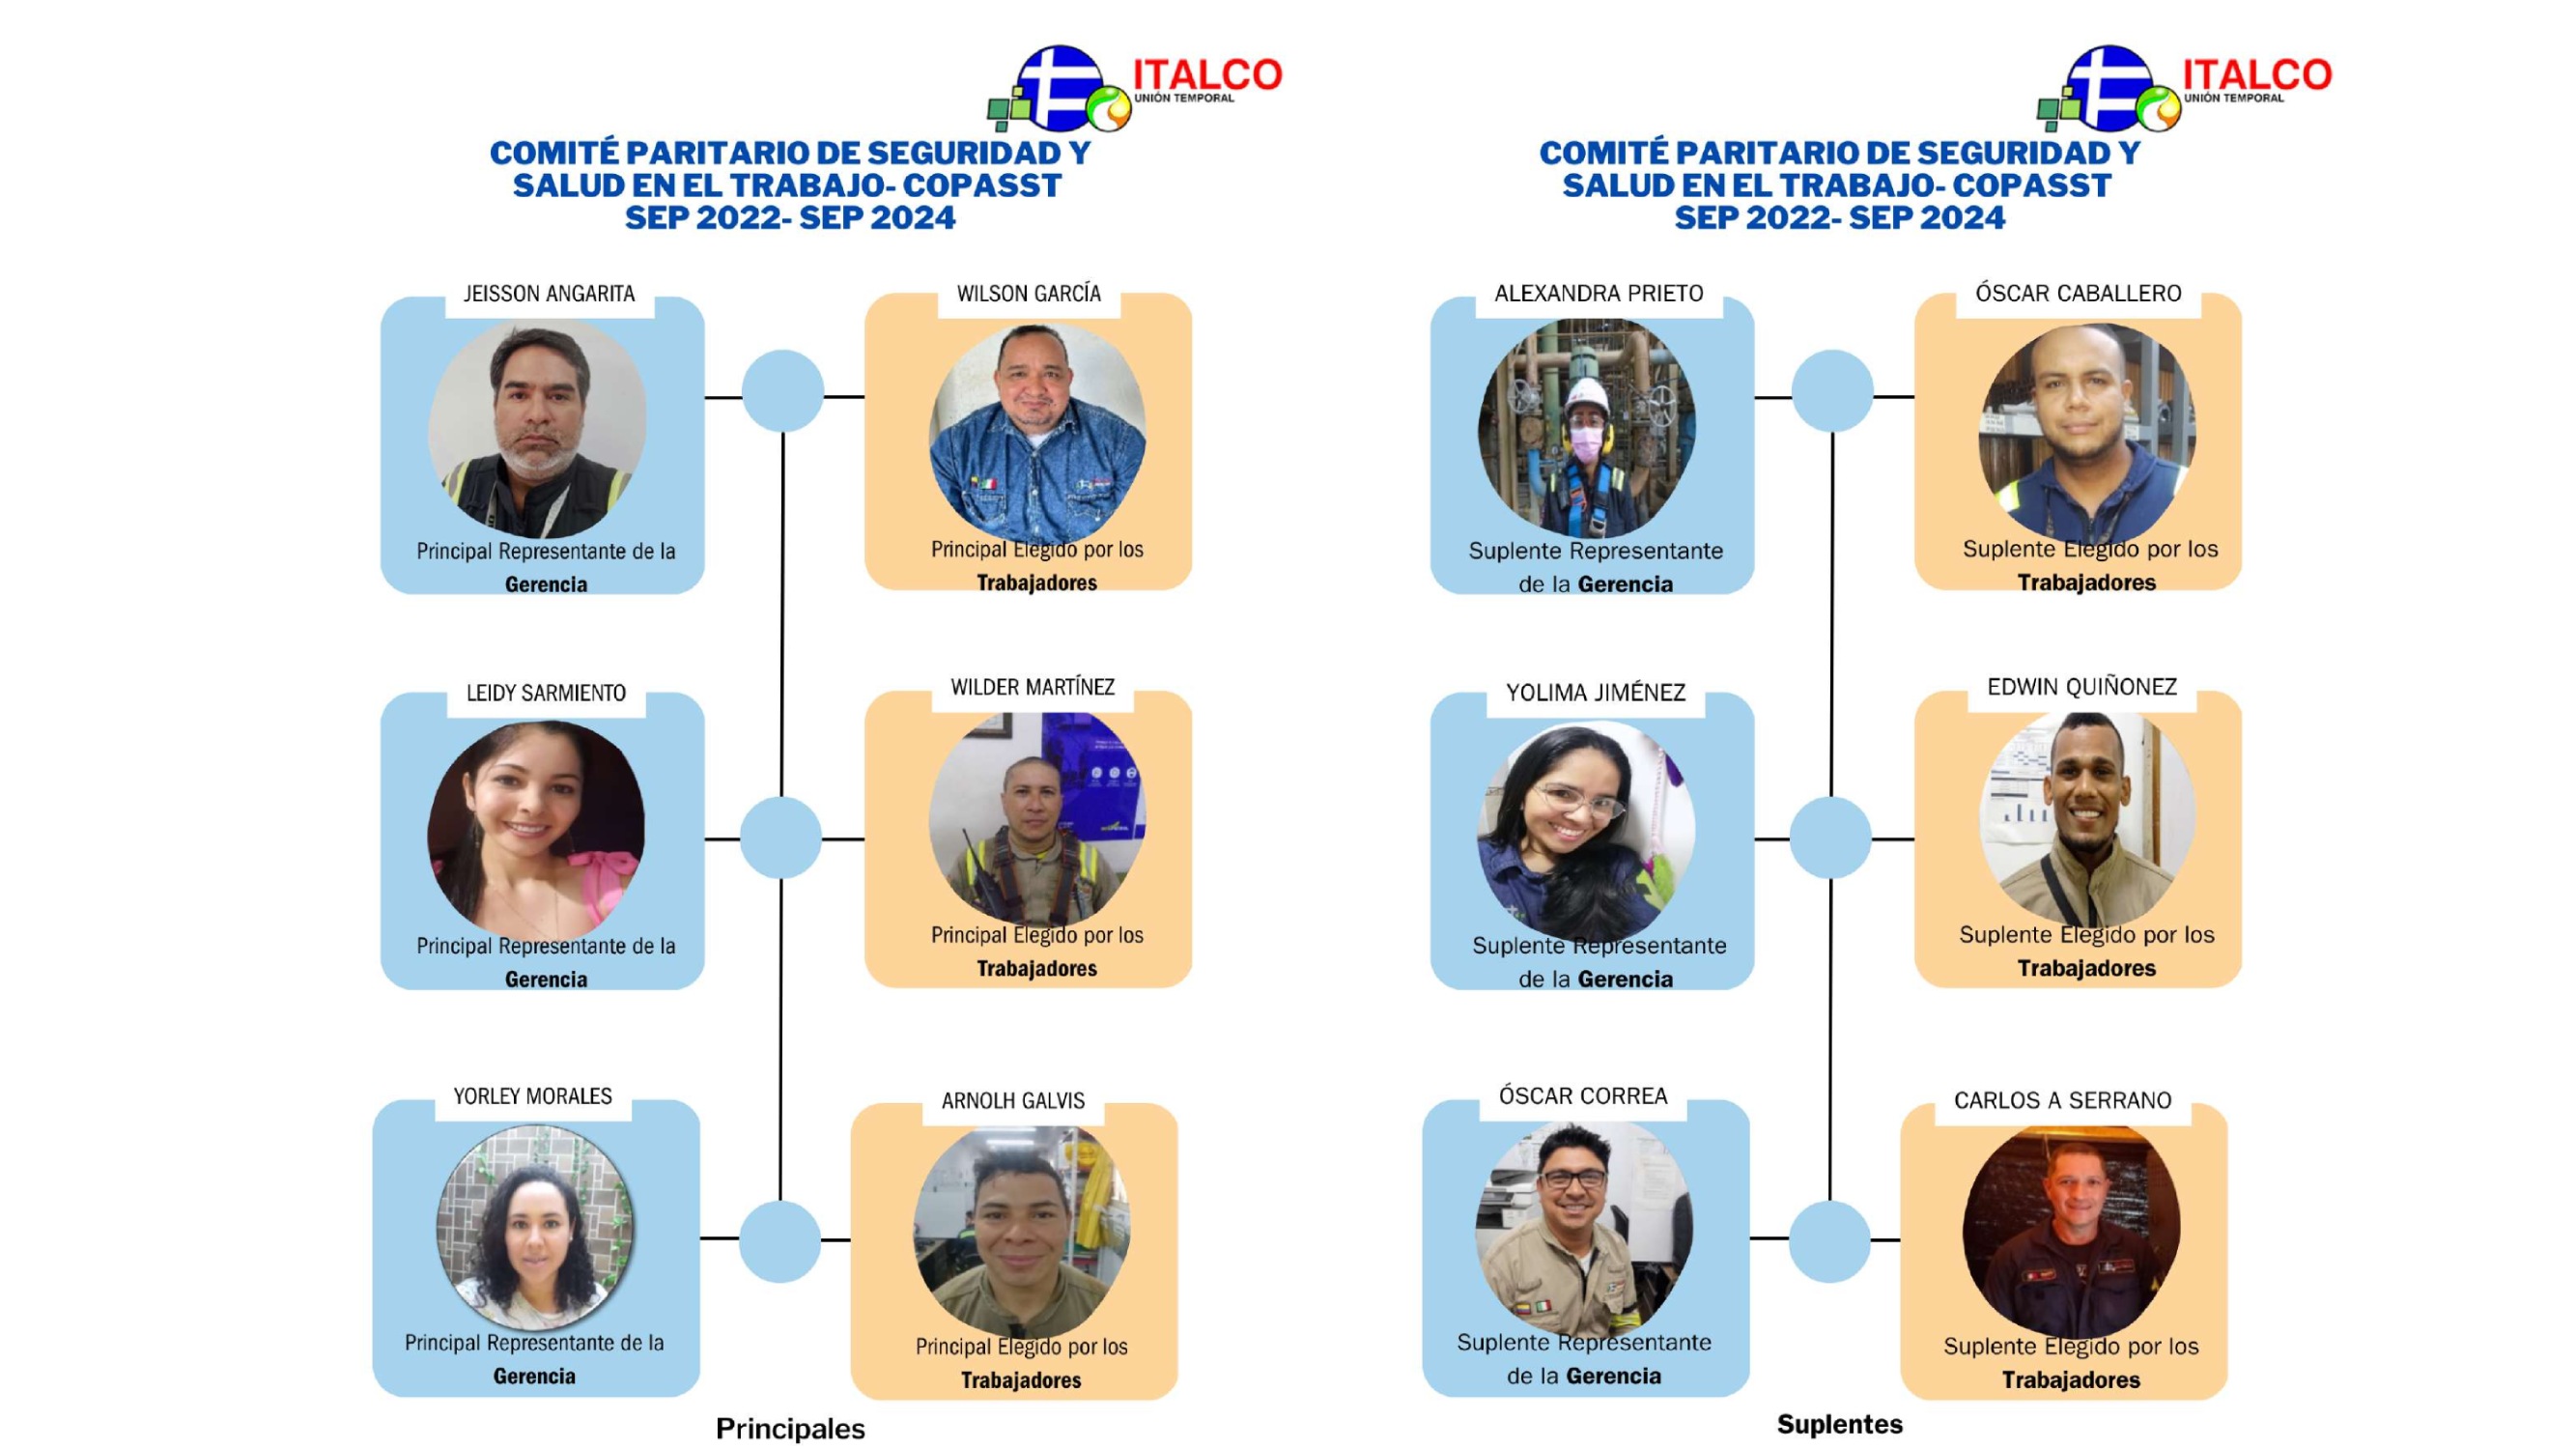 ITALCO
UNIÓN TEMPORAL
COMITÉ PARITARIO DE SEGURIDAD Y
SALUD EN EL TRABAJO- COPASST
SEP 2022- SEP 2024
JEISSON ANGARITA
Principal Representante de la
Gerencia
WILSON GARCÍA
Principal Elegido por los
Trabajadores
LEIDY SARMIENTO
Principal Representante de la
Gerencia
WILDER MARTÍNEZ
Principal Elegido por los
Trabajadores
YORLEY MORALES
Principal Representante de la
Gerencia
ARNOLH GALVIS
Principal Elegido por los
Trabajadores
Principales
ITALCO
UNIÓN TEMPORAL
COMITÉ PARITARIO DE SEGURIDAD Y
SALUD EN EL TRABAJO- COPASST
SEP 2022- SEP 2024
ALEXANDRA PRIETO
Suplente Representante
de la Gerencia
ÓSCAR CABALLERO
Suplente Elegido por los
Trabajadores
YOLIMA JIMÉNEZ
Suplente Representante
de la Gerencia
EDWIN QUIÑONEZ
Suplente Elegido por los
Trabajadores
ÓSCAR CORREA
Suplente Representante
de la Gerencia
CARLOS A SERRANO
Suplente Elegido por los
Trabajadores
Suplentes